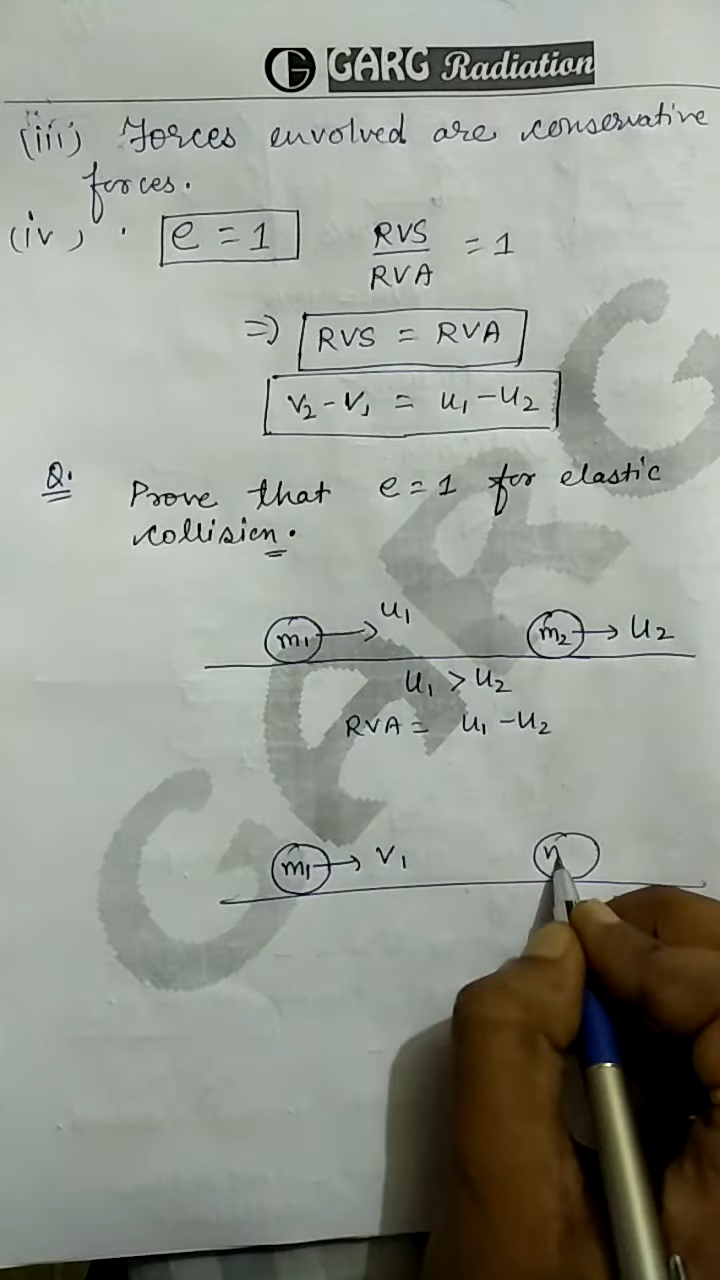 G GARG Radiation
(iii) Forces envolved are conservative
forces.
(iv) . e = 1 RVS/RVA = 1
=> RVS = RVA
V₂ - V₁ = u₁ - u₂
Q. Prove that e = 1 for elastic
collision.
m₁ → u₁ m₂ → u₂
u₁ > u₂
RVA = u₁ - u₂
m₁ → V₁
GARG